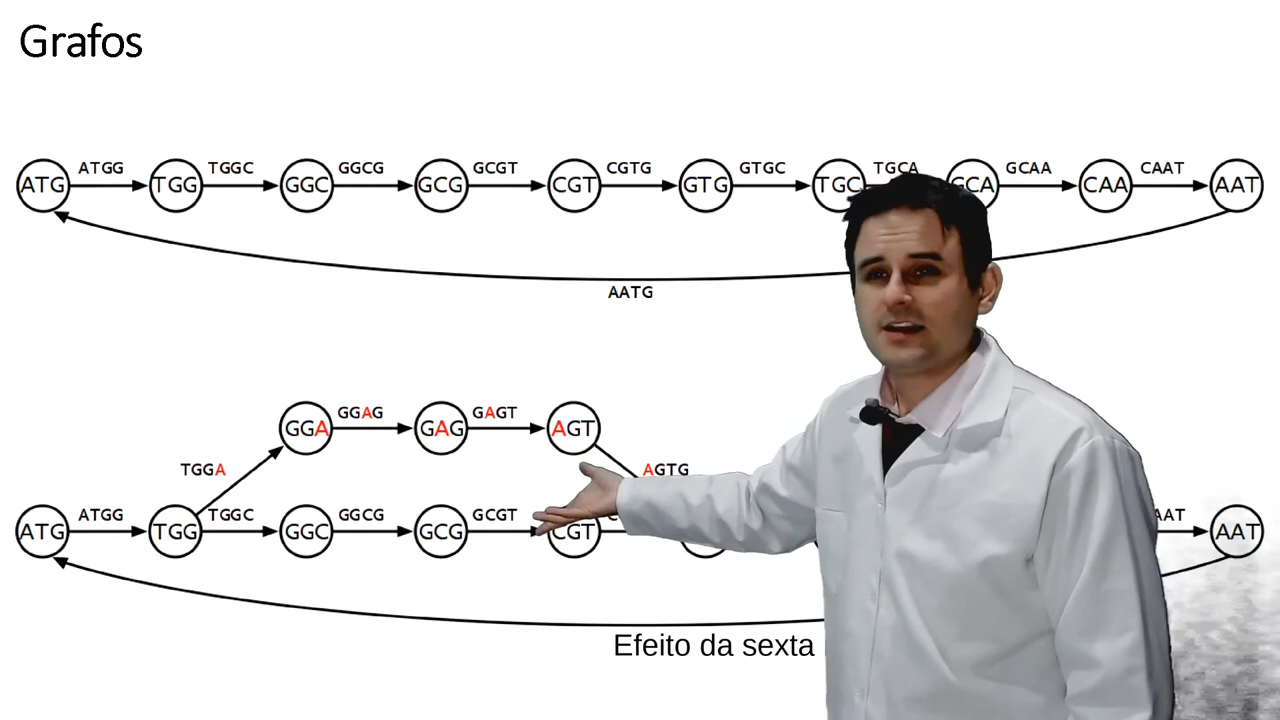 Grafos
ATGG TGGC GGCG GCGT CGTG GTGC TGCA GCAA CAAT
ATG TGG GGC GCG CGT GTG TGC GCA CAA AAT
AATG
GGAG GAGT
GGA GAG AGT
TGGA AGTG
ATGG TGGC GGCG GCGT
ATG TGG GGC GCG CGT AAT
Efeito da sexta